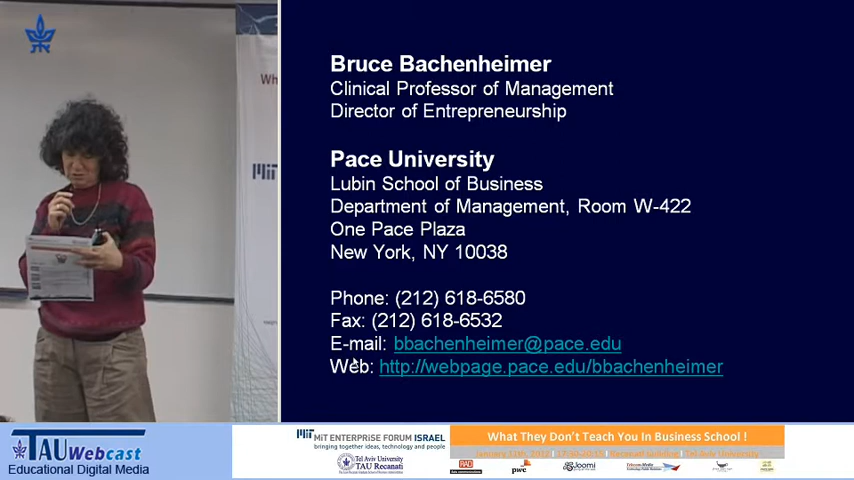 Wh
MIT
Bruce Bachenheimer
Clinical Professor of Management
Director of Entrepreneurship
Pace University
Lubin School of Business
Department of Management, Room W-422
One Pace Plaza
New York, NY 10038
Phone: (212) 618-6580
Fax: (212) 618-6532
E-mail: bbachenheimer@pace.edu
Web: http://webpage.pace.edu/bbachenheimer
TAU Webcast
Educational Digital Media
MIT ENTERPRISE FORUM ISRAEL
bringing together ideas, technology and people
Tel Aviv University
TAU Recanati
What They Don't Teach You In Business School !
pwc
Joomi